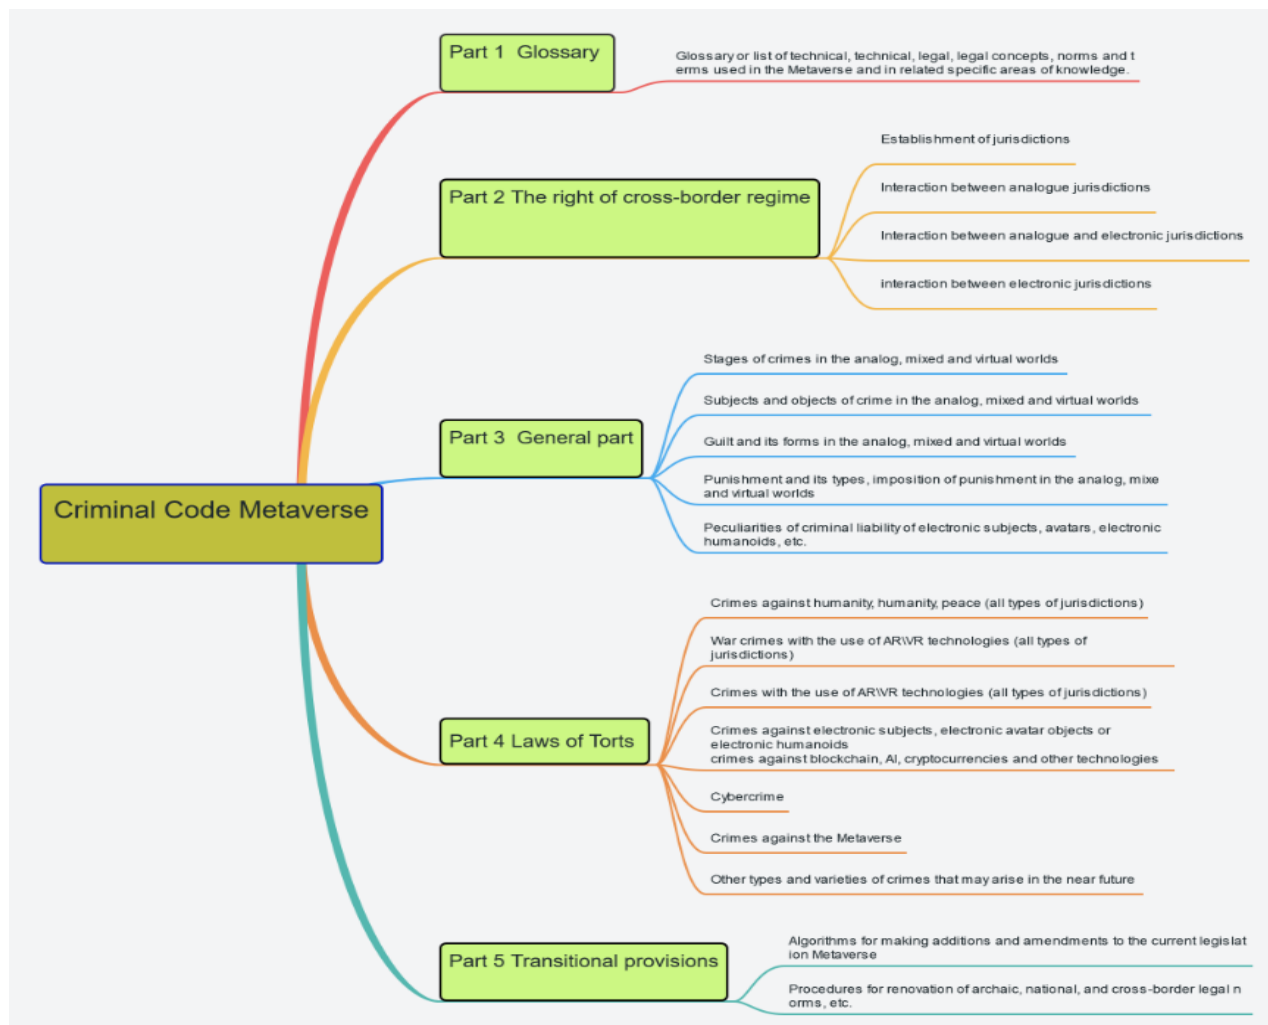 Part 1  Glossary
Glossary or list of technical, technical, legal, legal concepts, norms and t
erms used in the Metaverse and in related specific areas of knowledge.
Part 2 The right of cross-border regime
Establishment of jurisdictions
Interaction between analogue jurisdictions
Interaction between analogue and electronic jurisdictions
interaction between electronic jurisdictions
Criminal Code Metaverse
Part 3  General part
Stages of crimes in the analog, mixed and virtual worlds
Subjects and objects of crime in the analog, mixed and virtual worlds
Guilt and its forms in the analog, mixed and virtual worlds
Punishment and its types, imposition of punishment in the analog, mixe
and virtual worlds
Peculiarities of criminal liability of electronic subjects, avatars, electronic
humanoids, etc.
Part 4 Laws of Torts
Crimes against humanity, humanity, peace (all types of jurisdictions)
War crimes with the use of AR\VR technologies (all types of
jurisdictions)
Crimes with the use of AR\VR technologies (all types of jurisdictions)
Crimes against electronic subjects, electronic avatar objects or
electronic humanoids
crimes against blockchain, AI, cryptocurrencies and other technologies
Cybercrime
Crimes against the Metaverse
Other types and varieties of crimes that may arise in the near future
Part 5 Transitional provisions
Algorithms for making additions and amendments to the current legislat
ion Metaverse
Procedures for renovation of archaic, national, and cross-border legal n
orms, etc.